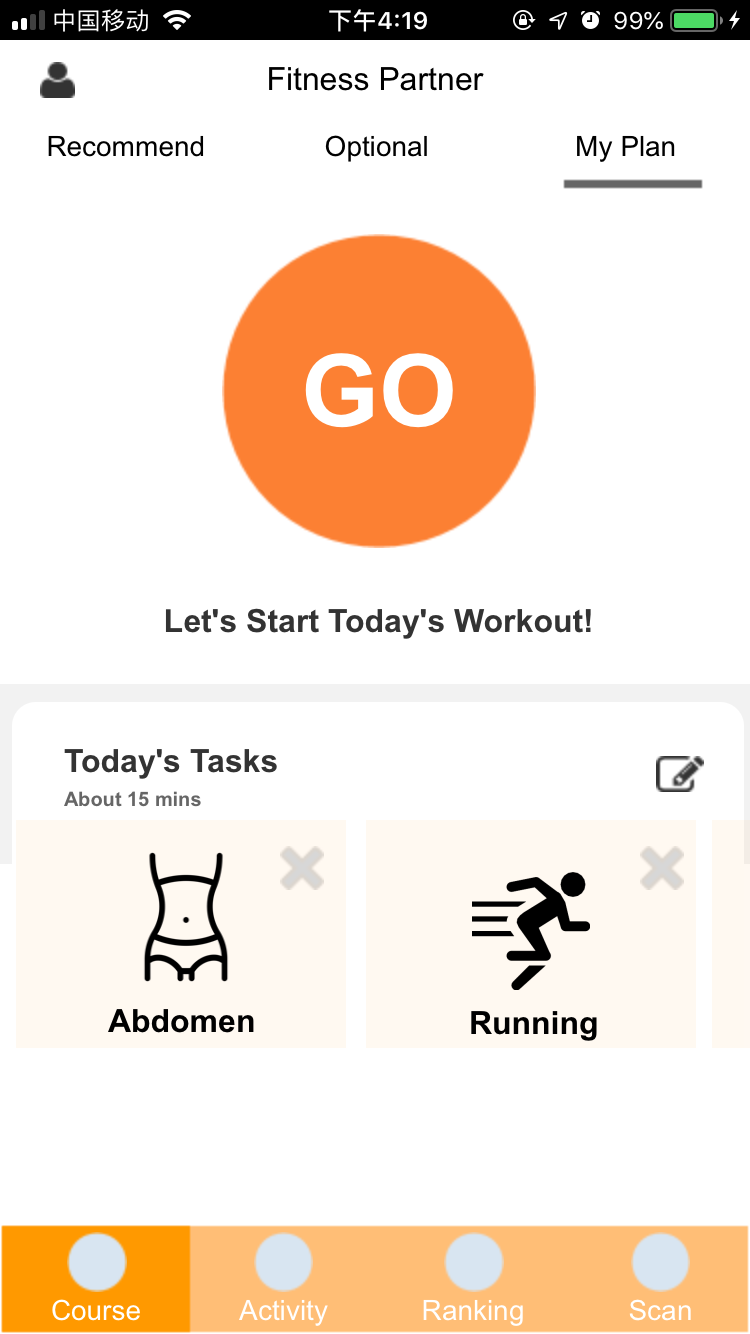 中国移动 下午4:19 99%
Fitness Partner
Recommend Optional My Plan
GO
Let's Start Today's Workout!
Today's Tasks
About 15 mins
Abdomen Running
Course Activity Ranking Scan